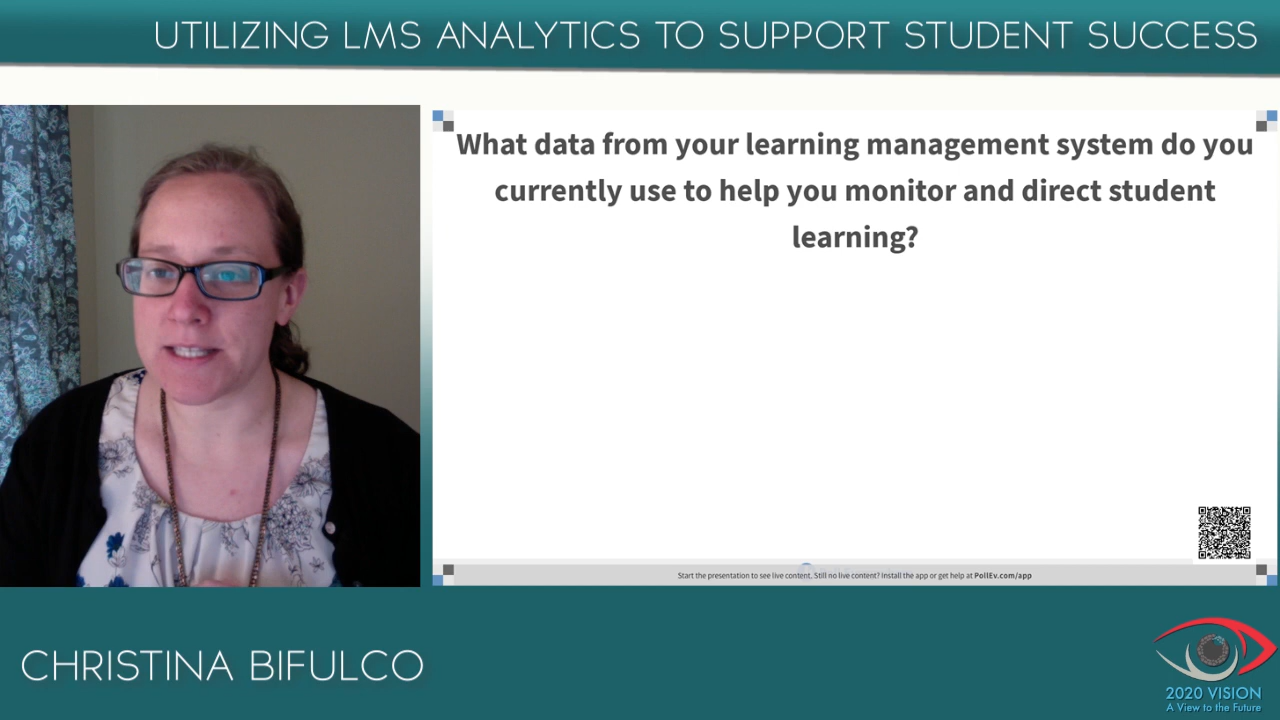 UTILIZING LMS ANALYTICS TO SUPPORT STUDENT SUCCESS
What data from your learning management system do you
currently use to help you monitor and direct student
learning?
Start the presentation to see live content. Still no live content? Install the app or get help at PollEv.com/app
CHRISTINA BIFULCO
2020 VISION
A View to the Future